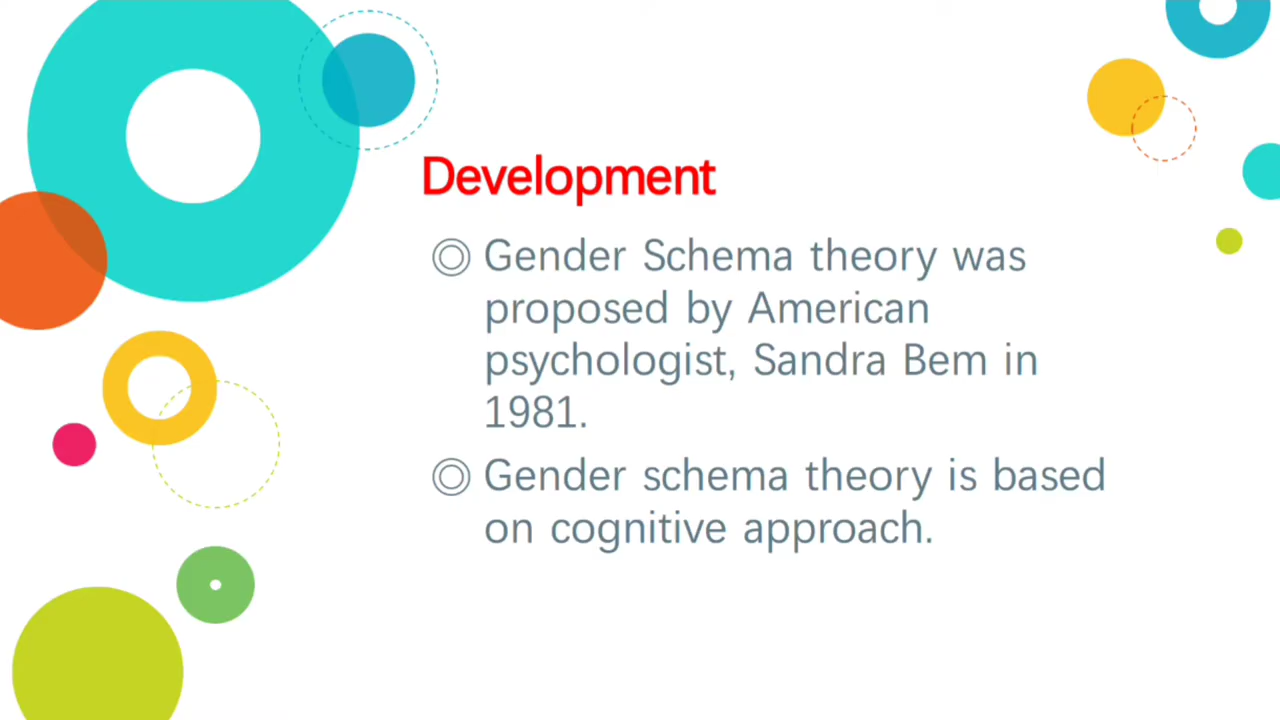 Development
Gender Schema theory was
proposed by American
psychologist, Sandra Bem in
1981.
Gender schema theory is based
on cognitive approach.